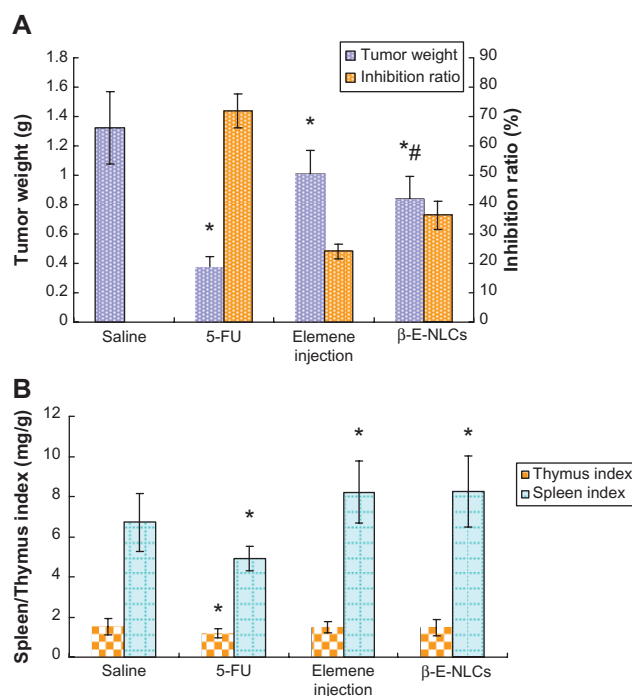 A
Tumor weight (g)
1.8
1.6
1.4
1.2
1
0.8
0.6
0.4
0.2
0
Tumor weight
Inhibition ratio
*
*
*#
90
80
70
60
50
40
30
20
10
0
Inhibition ratio (%)
Saline
5-FU
Elemene
injection
β-E-NLCs
B
Spleen/Thymus index (mg/g)
12
10
8
6
4
2
0
*
*
*
*
Thymus index
Spleen index
Saline
5-FU
Elemene
injection
β-E-NLCs